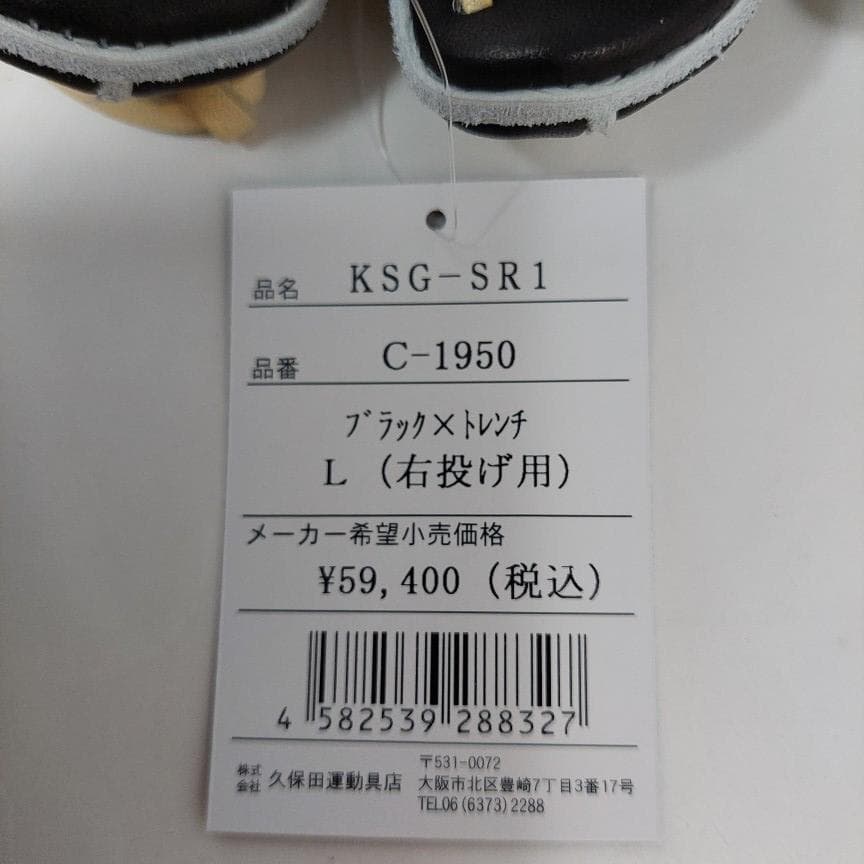 品名 KSG-SR1
品番 C-1950
ﾌﾞﾗｯｸ×ﾄﾚﾝﾁ
L（右投げ用）
メーカー希望小売価格
¥59,400（税込）
4 582539 288327
株式会社 久保田運動具店
〒531-0072
大阪市北区豊崎7丁目3番17号
TEL06(6373)2288